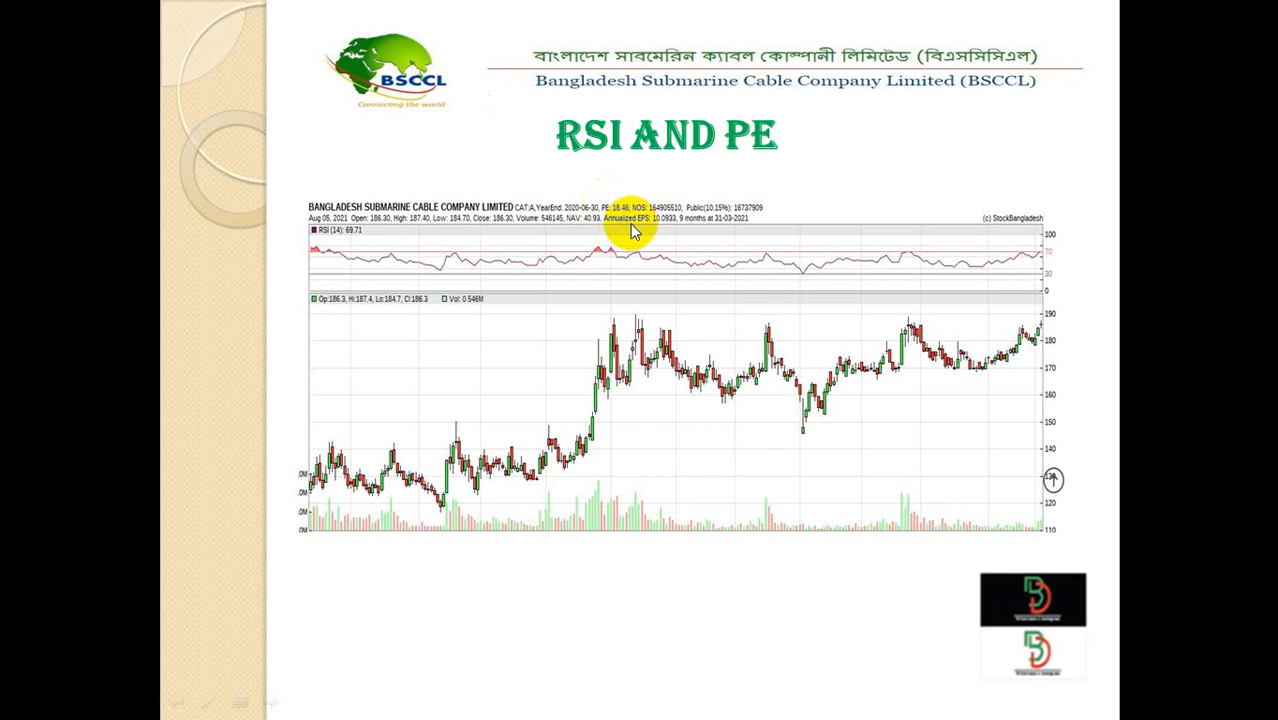 BSCCL
Connecting the world
বাংলাদেশ সাবমেরিন ক্যাবল কোম্পানী লিমিটেড (বিএসসিসিএল)
Bangladesh Submarine Cable Company Limited (BSCCL)
RSI AND PE
BANGLADESH SUBMARINE CABLE COMPANY LIMITED CAT:A,YearEnd: 2020-06-30, PE: 18.46, NOS: 164905510, Public(10.15%) 16737909
Aug 05, 2021 Open: 186.30, High: 187.40, Low: 184.70, Close: 186.30, Volume: 546145, NAV: 40.93, Annualized EPS: 10.0933, 9 months at 31-03-2021
(c) StockBangladesh
RSI (14): 69.71
100
70
30
0
Op:186.3, Hi:187.4, Lo:184.7, Cl:186.3
Vol: 0.546M
190
180
170
160
150
140
120
110
.0M
.0M
.0M
0M